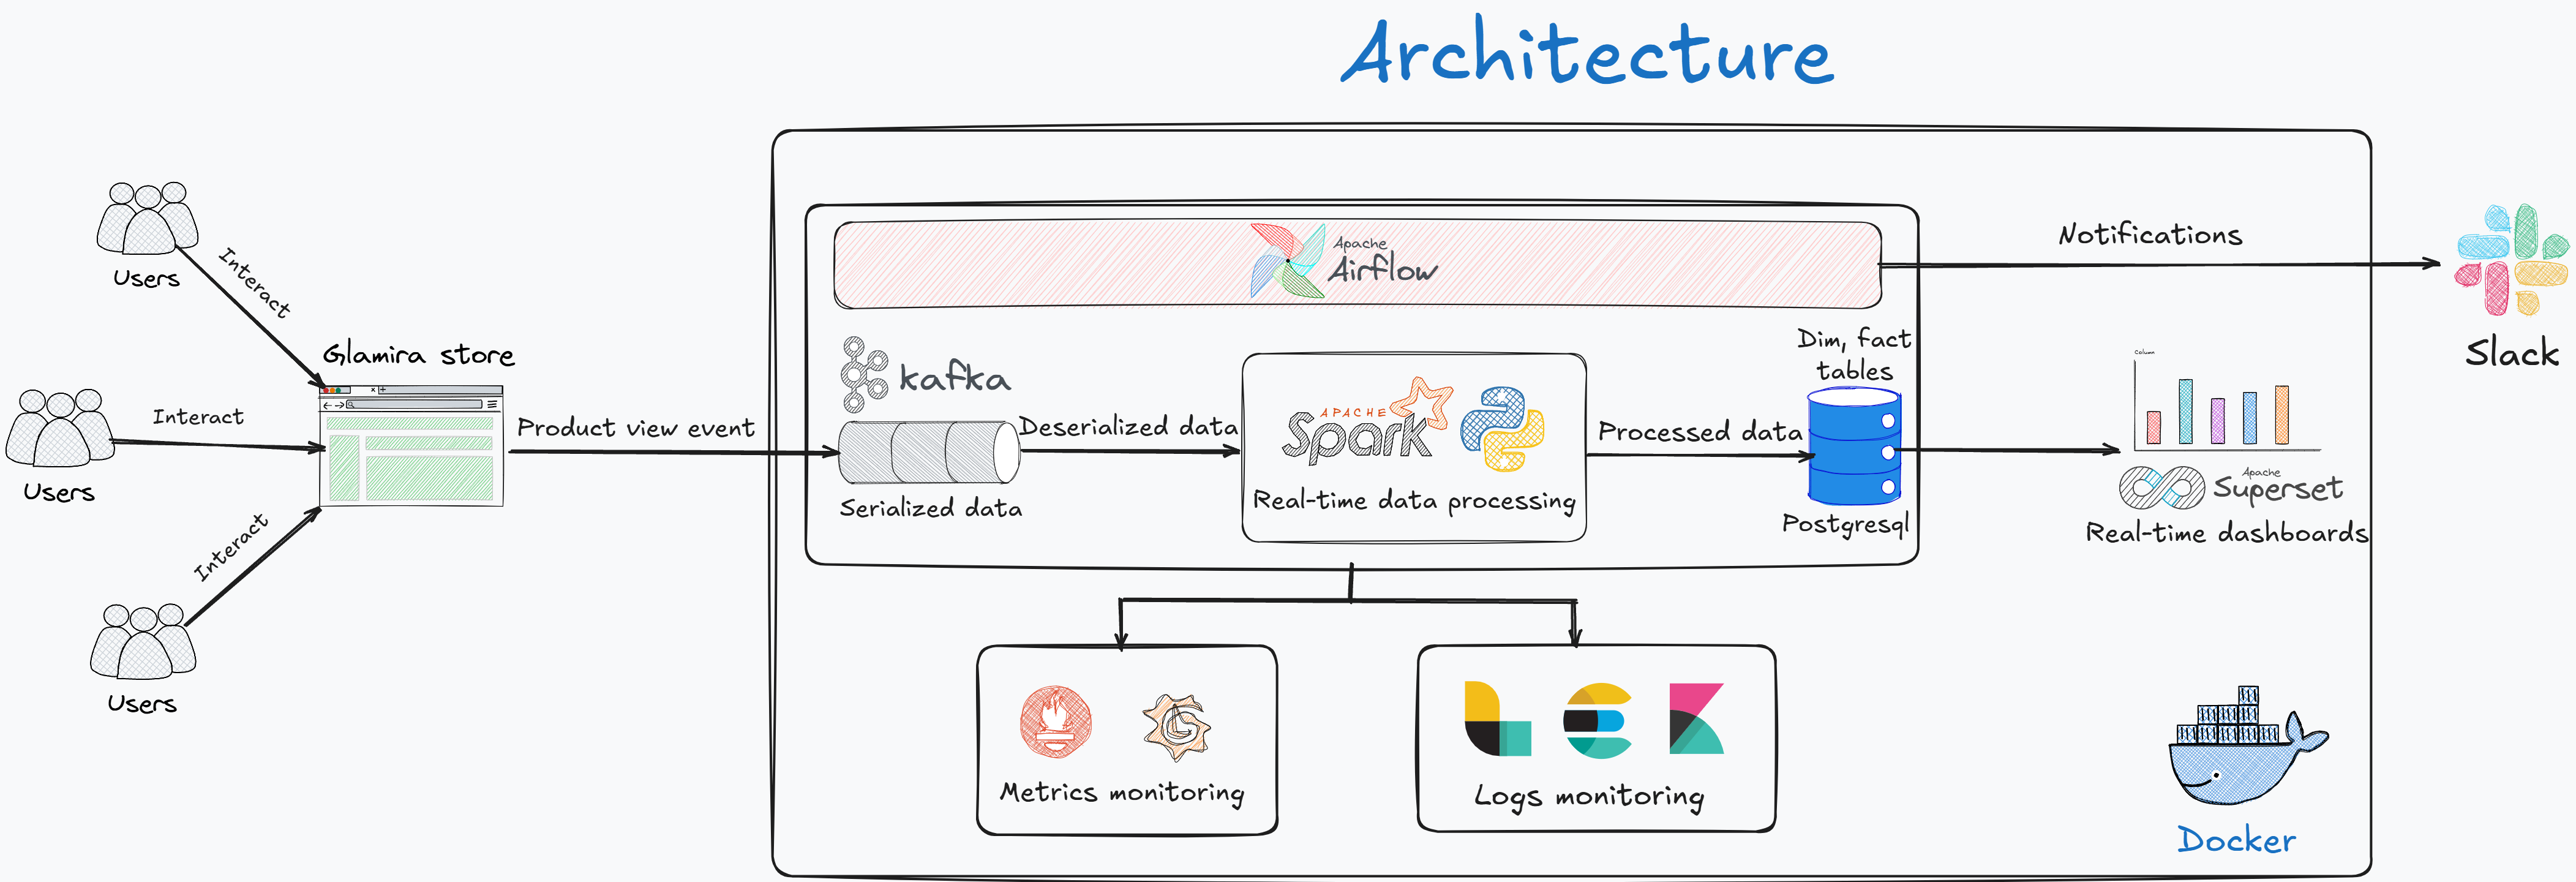 Architecture
Users
Interact
Users
Interact
Users
Interact
Glamira store
Product view event
Apache
Airflow
Notifications
Slack
kafka
Serialized data
Deserialized data
APACHE
Spark
Real-time data processing
Processed data
Dim, fact
tables
Postgresql
Column
Apache
Superset
Real-time dashboards
Metrics monitoring
Logs monitoring
Docker